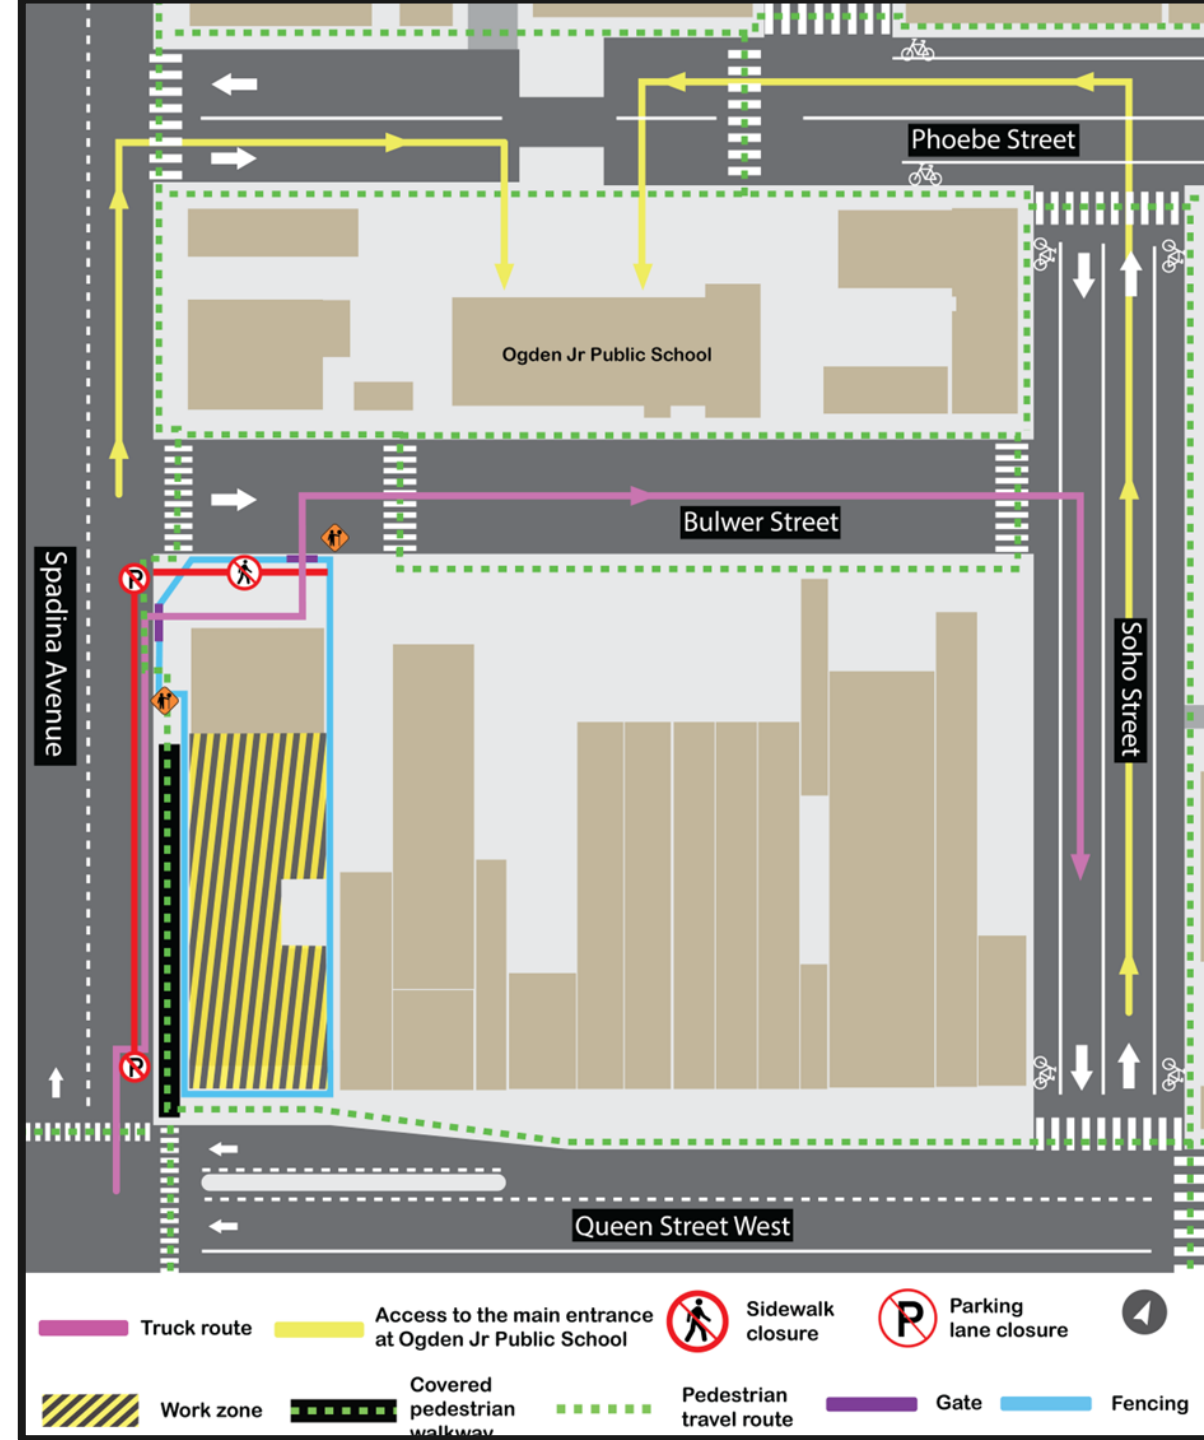 Phoebe Street
Ogden Jr Public School
Bulwer Street
Spadina Avenue
Soho Street
Queen Street West
Truck route
Access to the main entrance
at Ogden Jr Public School
Sidewalk
closure
P
Parking
lane closure
Work zone
Covered
pedestrian
walkway
Pedestrian
travel route
Gate
Fencing
P
P